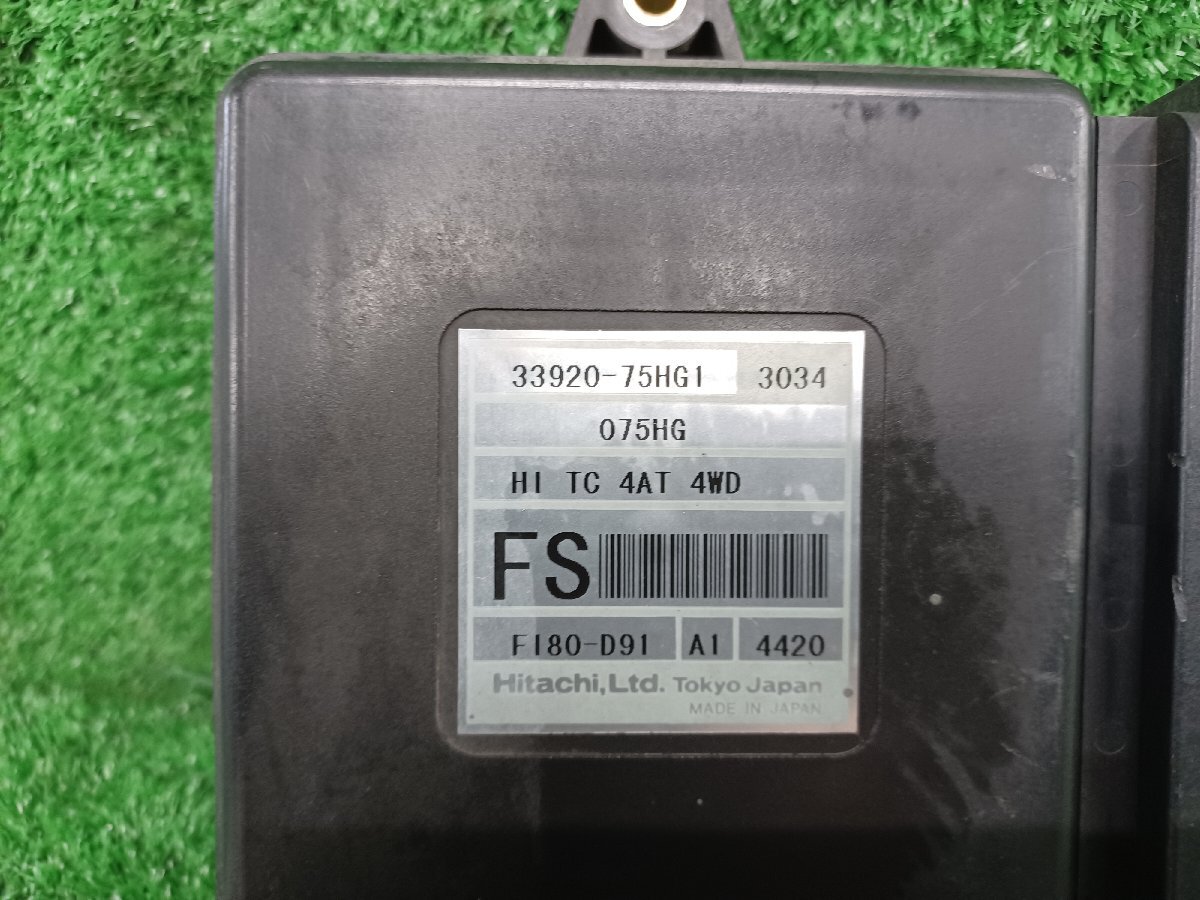 33920-75HG1 3034
075HG
HI TC 4AT 4WD
FS
FI80-D91 A1 4420
Hitachi,Ltd. Tokyo Japan
MADE IN JAPAN